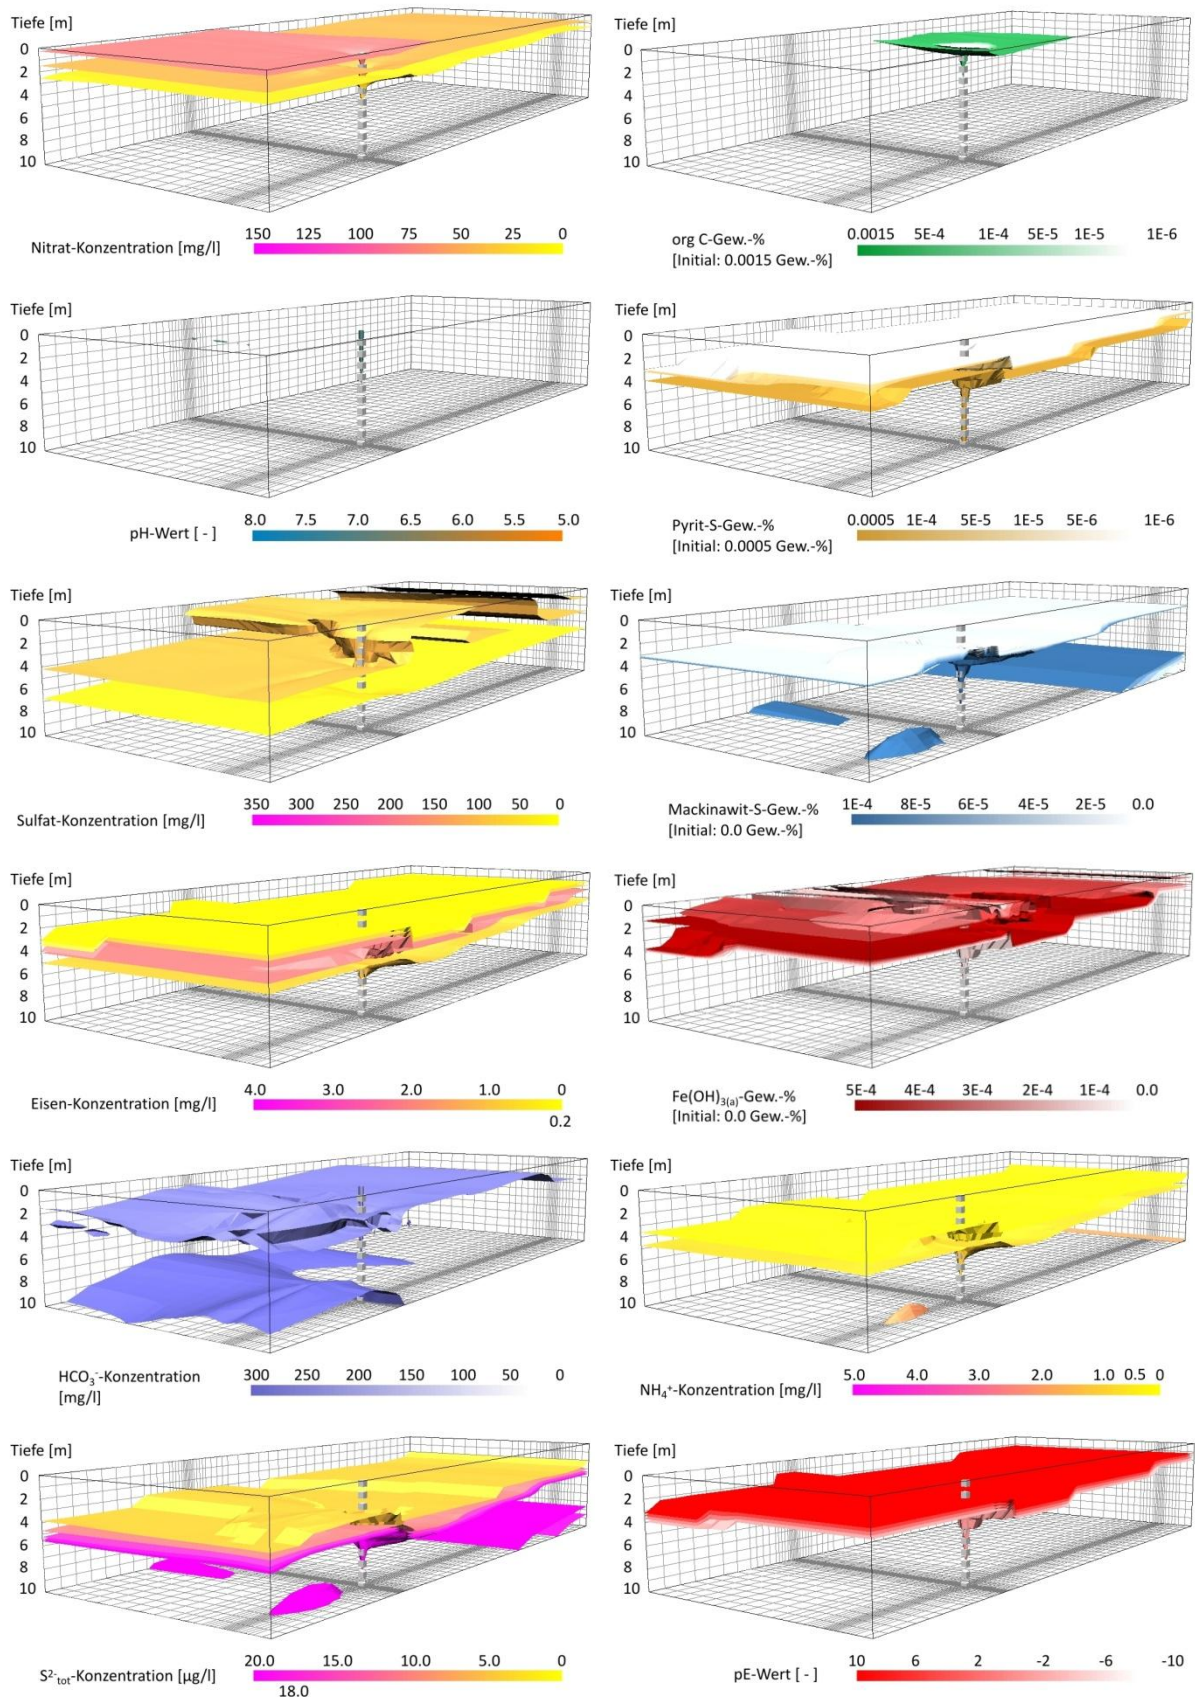 Tiefe [m]
0
2
4
6
8
10
150 125 100 75 50 25 0
Nitrat-Konzentration [mg/l]
Tiefe [m]
0
2
4
6
8
10
0.0015 5E-4 1E-4 5E-5 1E-5 1E-6
org C-Gew.-%
[Initial: 0.0015 Gew.-%]
Tiefe [m]
0
2
4
6
8
10
8.0 7.5 7.0 6.5 6.0 5.5 5.0
pH-Wert [ - ]
Tiefe [m]
0
2
4
6
8
10
0.0005 1E-4 5E-5 1E-5 5E-6 1E-6
Pyrit-S-Gew.-%
[Initial: 0.0005 Gew.-%]
Tiefe [m]
0
2
4
6
8
10
350 300 250 200 150 100 50 0
Sulfat-Konzentration [mg/l]
Tiefe [m]
0
2
4
6
8
10
1E-4 8E-5 6E-5 4E-5 2E-5 0.0
Mackinawit-S-Gew.-%
[Initial: 0.0 Gew.-%]
Tiefe [m]
0
2
4
6
8
10
4.0 3.0 2.0 1.0 0
0.2
Eisen-Konzentration [mg/l]
Tiefe [m]
0
2
4
6
8
10
5E-4 4E-4 3E-4 2E-4 1E-4 0.0
Fe(OH)₃₍ₐ₎-Gew.-%
[Initial: 0.0 Gew.-%]
Tiefe [m]
0
2
4
6
8
10
300 250 200 150 100 50 0
HCO₃⁻-Konzentration
[mg/l]
Tiefe [m]
0
2
4
6
8
10
5.0 4.0 3.0 2.0 1.0 0.5 0
NH₄⁺-Konzentration [mg/l]
Tiefe [m]
0
2
4
6
8
10
20.0 15.0 10.0 5.0 0
18.0
S²⁻tot-Konzentration [µg/l]
Tiefe [m]
0
2
4
6
8
10
10 6 2 -2 -6 -10
pE-Wert [ - ]